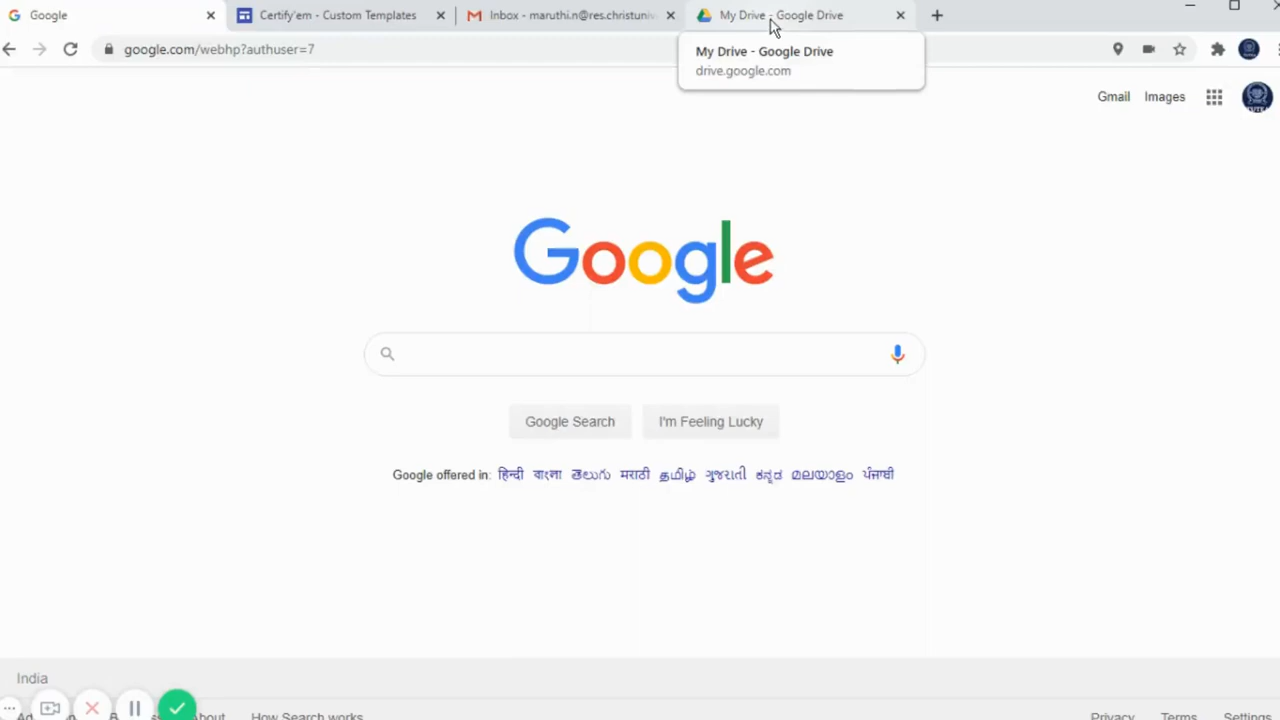 Google
Certify'em - Custom Templates
Inbox - maruthi.n@res.christuniv
My Drive - Google Drive
google.com/webhp?authuser=7
My Drive - Google Drive
drive.google.com
Gmail
Images
Google
Google Search
I'm Feeling Lucky
Google offered in: हिन्दी বাংলা తెలుగు मराठी தமிழ் ગુજરાતી ಕನ್ನಡ മലയാളം ਪੰਜਾਬੀ
India
About
How Search works
Privacy
Terms
Settings